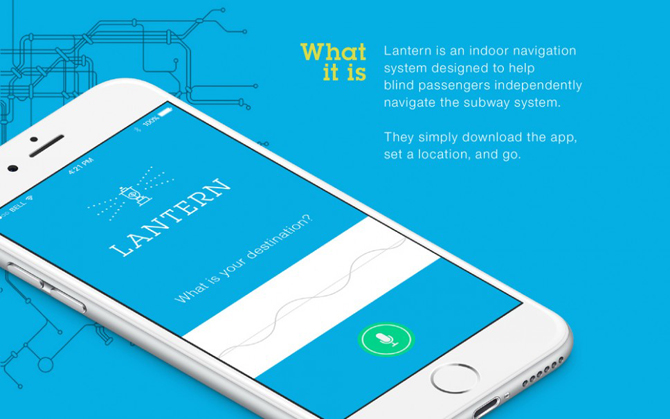 What
it is
Lantern is an indoor navigation
system designed to help
blind passengers independently
navigate the subway system.
They simply download the app,
set a location, and go.
BELL
4:21 PM
100%
LANTERN
What is your destination?